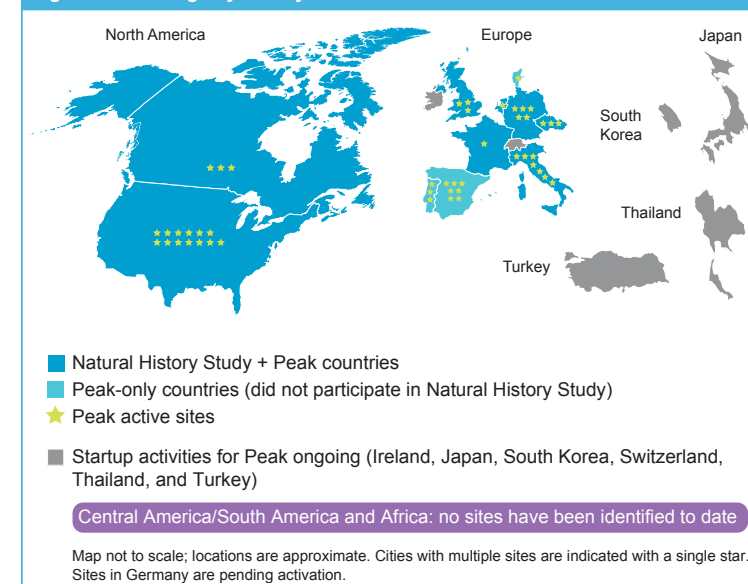 North America
Europe
Japan
South
Korea
Thailand
Turkey
Natural History Study + Peak countries
Peak-only countries (did not participate in Natural History Study)
Peak active sites
Startup activities for Peak ongoing (Ireland, Japan, South Korea, Switzerland,
Thailand, and Turkey)
Central America/South America and Africa: no sites have been identified to date
Map not to scale; locations are approximate. Cities with multiple sites are indicated with a single star.
Sites in Germany are pending activation.